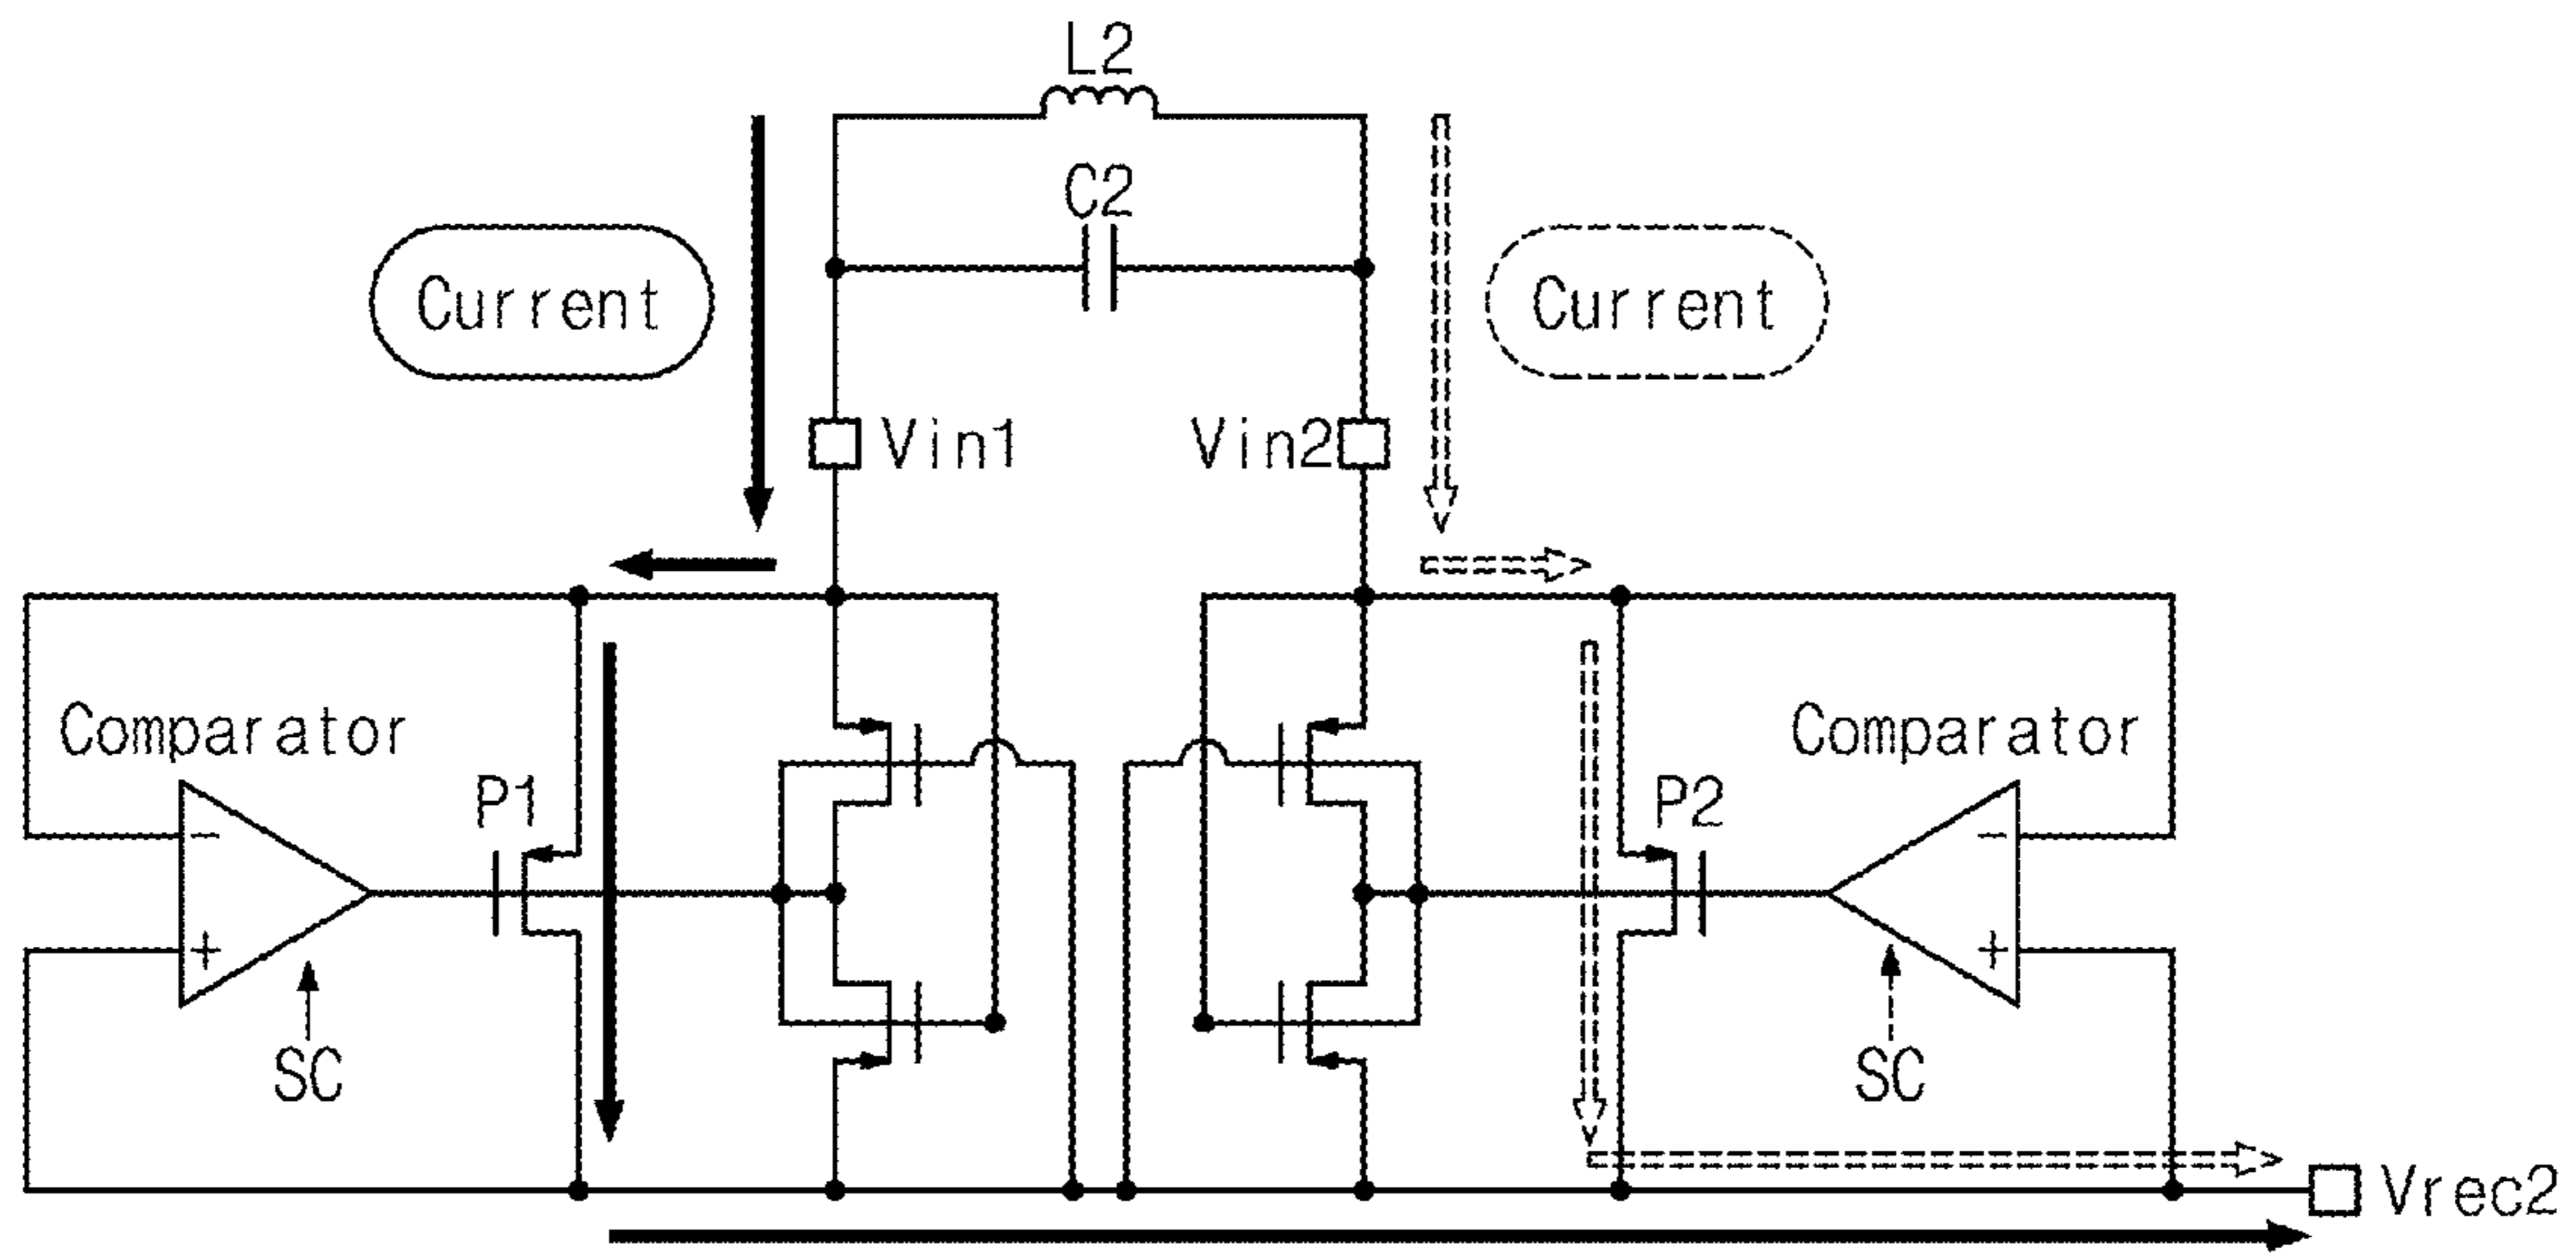 L2
C2
Current
Current
Vin1
Vin2
Comparator
Comparator
P1
P2
−
−
+
+
SC
SC
Vrec2